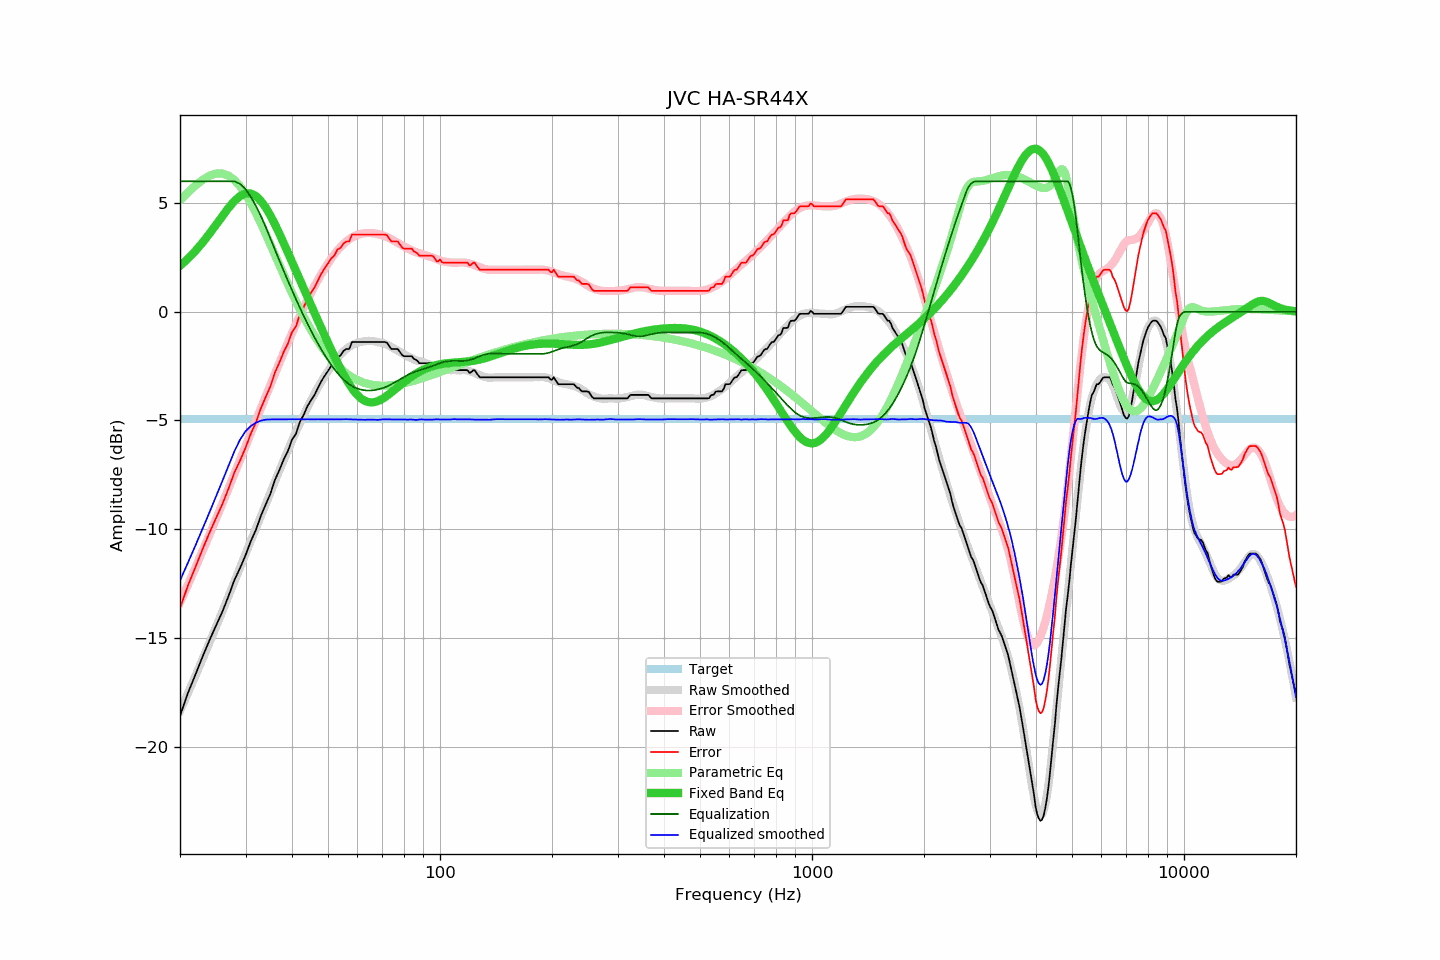 JVC HA-SR44X
5
0
−5
−10
−15
−20
Amplitude (dBr)
Target
Raw Smoothed
Error Smoothed
Raw
Error
Parametric Eq
Fixed Band Eq
Equalization
Equalized smoothed
100
1000
10000
Frequency (Hz)